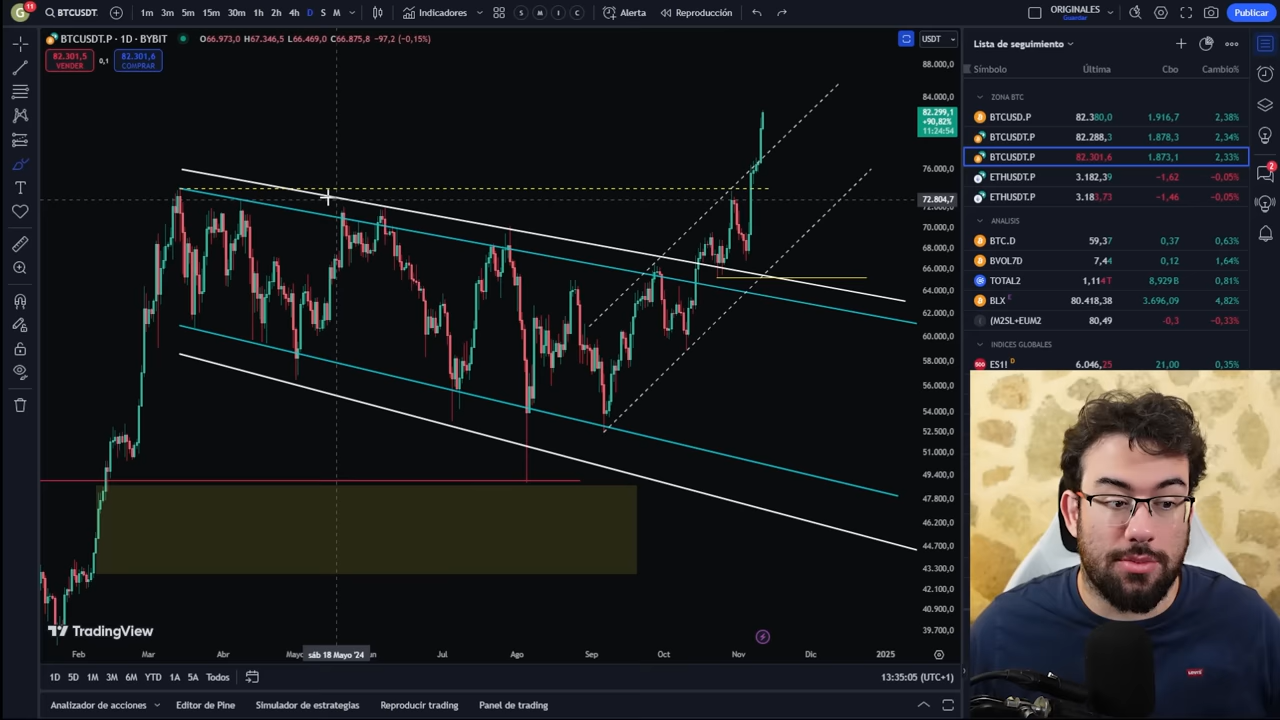 G 11 BTCUSDT. 1m 3m 5m 15m 30m 1h 2h 4h D S M Indicadores S M I C Alerta Reproducción ORIGINALES Guardar Publicar
BTCUSDT.P · 1D · BYBIT O66.973,0 H67.346,5 L66.469,0 C66.875,8 −97,2 (−0,15%) USDT
82.301,5 VENDER 0,1 82.301,6 COMPRAR
88.000,0
84.000,0
82.299,1
+90,82%
11:24:54
76.000,0
72.804,7
70.000,0
68.000,0
66.000,0
64.000,0
62.000,0
60.000,0
58.000,0
56.000,0
54.000,0
52.500,0
51.000,0
49.400,0
47.800,0
46.200,0
44.700,0
43.300,0
42.100,0
40.900,0
39.700,0
TradingView
Feb Mar Abr Mayo sáb 18 Mayo '24 Jul Ago Sep Oct Nov Dic 2025
1D 5D 1M 3M 6M YTD 1A 5A Todos 13:35:05 (UTC+1)
Analizador de acciones Editor de Pine Simulador de estrategias Reproducir trading Panel de trading
Lista de seguimiento
Símbolo Última Cbo Cambio%
ZONA BTC
BTCUSD.P 82.380,0 1.916,7 2,38%
BTCUSDT.P 82.288,3 1.878,3 2,34%
BTCUSDT.P 82.301,6 1.873,1 2,33%
ETHUSDT.P 3.182,39 −1,62 −0,05%
ETHUSDT.P 3.183,73 −1,46 −0,05%
ANALISIS
BTC.D 59,37 0,37 0,63%
BVOL7D 7,44 0,12 1,64%
TOTAL2 1,114T 8,929B 0,81%
BLX E 80.418,38 3.696,09 4,82%
(M2SL+EUM2 80,49 −0,3 −0,33%
INDICES GLOBALES
500 ES1! D 6.046,25 21,00 0,35%
2
Levi's